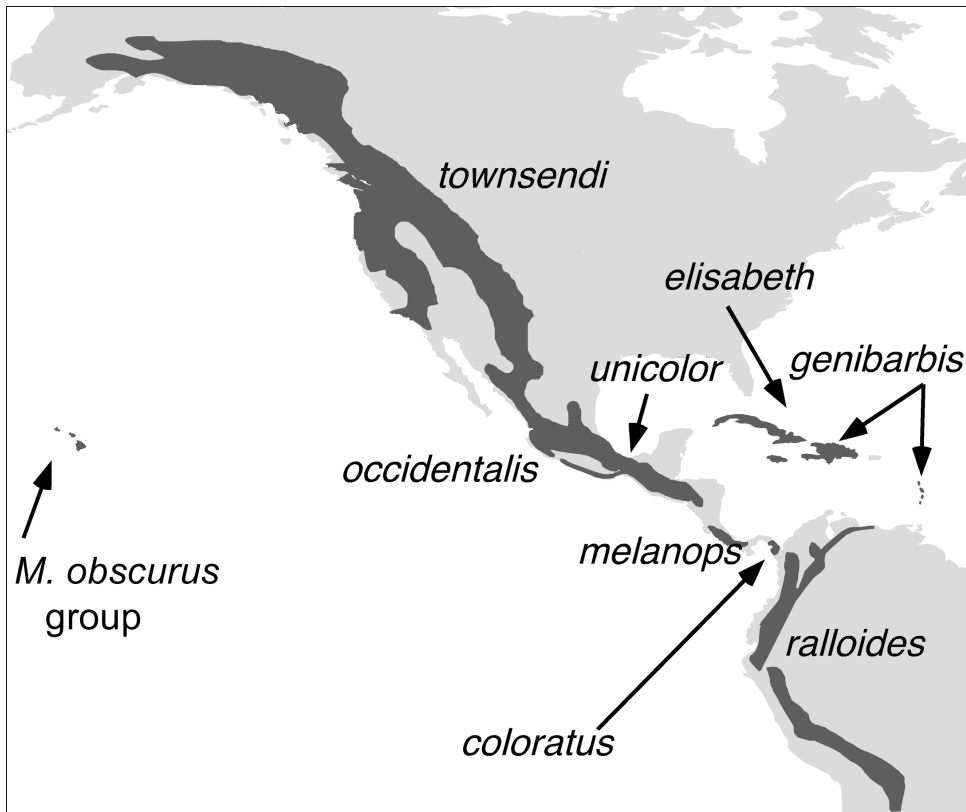 townsendi
elisabeth
unicolor
genibarbis
occidentalis
melanops
M. obscurus
group
ralloides
coloratus